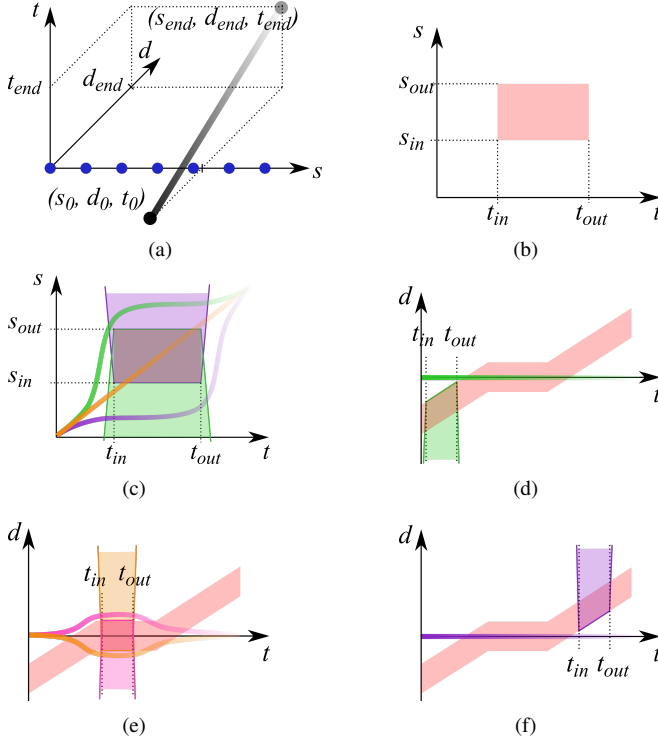 t
(s_end, d_end, t_end)
d
t_end
d_end
s
(s_0, d_0, t_0)
(a)
s
s_out
s_in
t_in
t_out
t
(b)
s
s_out
s_in
t_in
t_out
t
(c)
d
t_in t_out
t
(d)
d
t_in t_out
t
(e)
d
t
t_in t_out
(f)